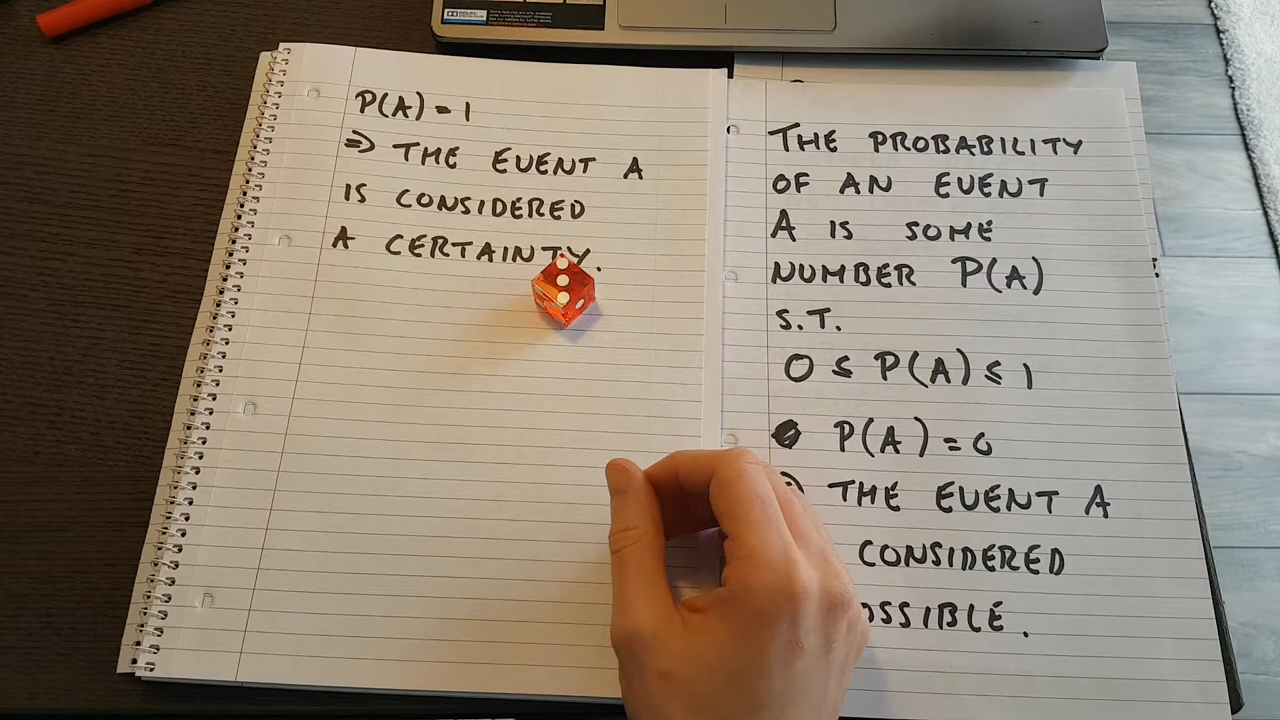 P(A) = 1
⇒ THE EVENT A
IS CONSIDERED
A CERTAINTY.
THE PROBABILITY
OF AN EVENT
A IS SOME
NUMBER P(A)
S.T.
0 ≤ P(A) ≤ 1
P(A) = 0
THE EVENT A
CONSIDERED
OSSIBLE.